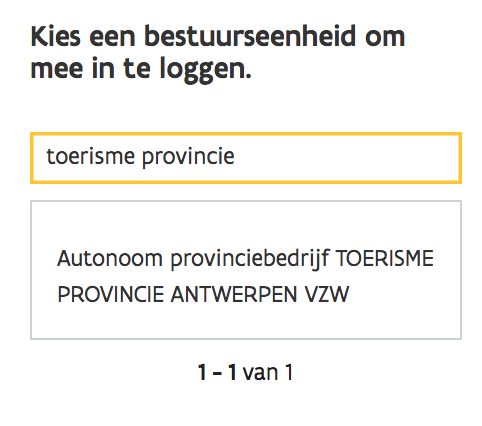 Kies een bestuurseenheid om
mee in te loggen.
toerisme provincie
Autonoom provinciebedrijf TOERISME
PROVINCIE ANTWERPEN VZW
1 - 1 van 1